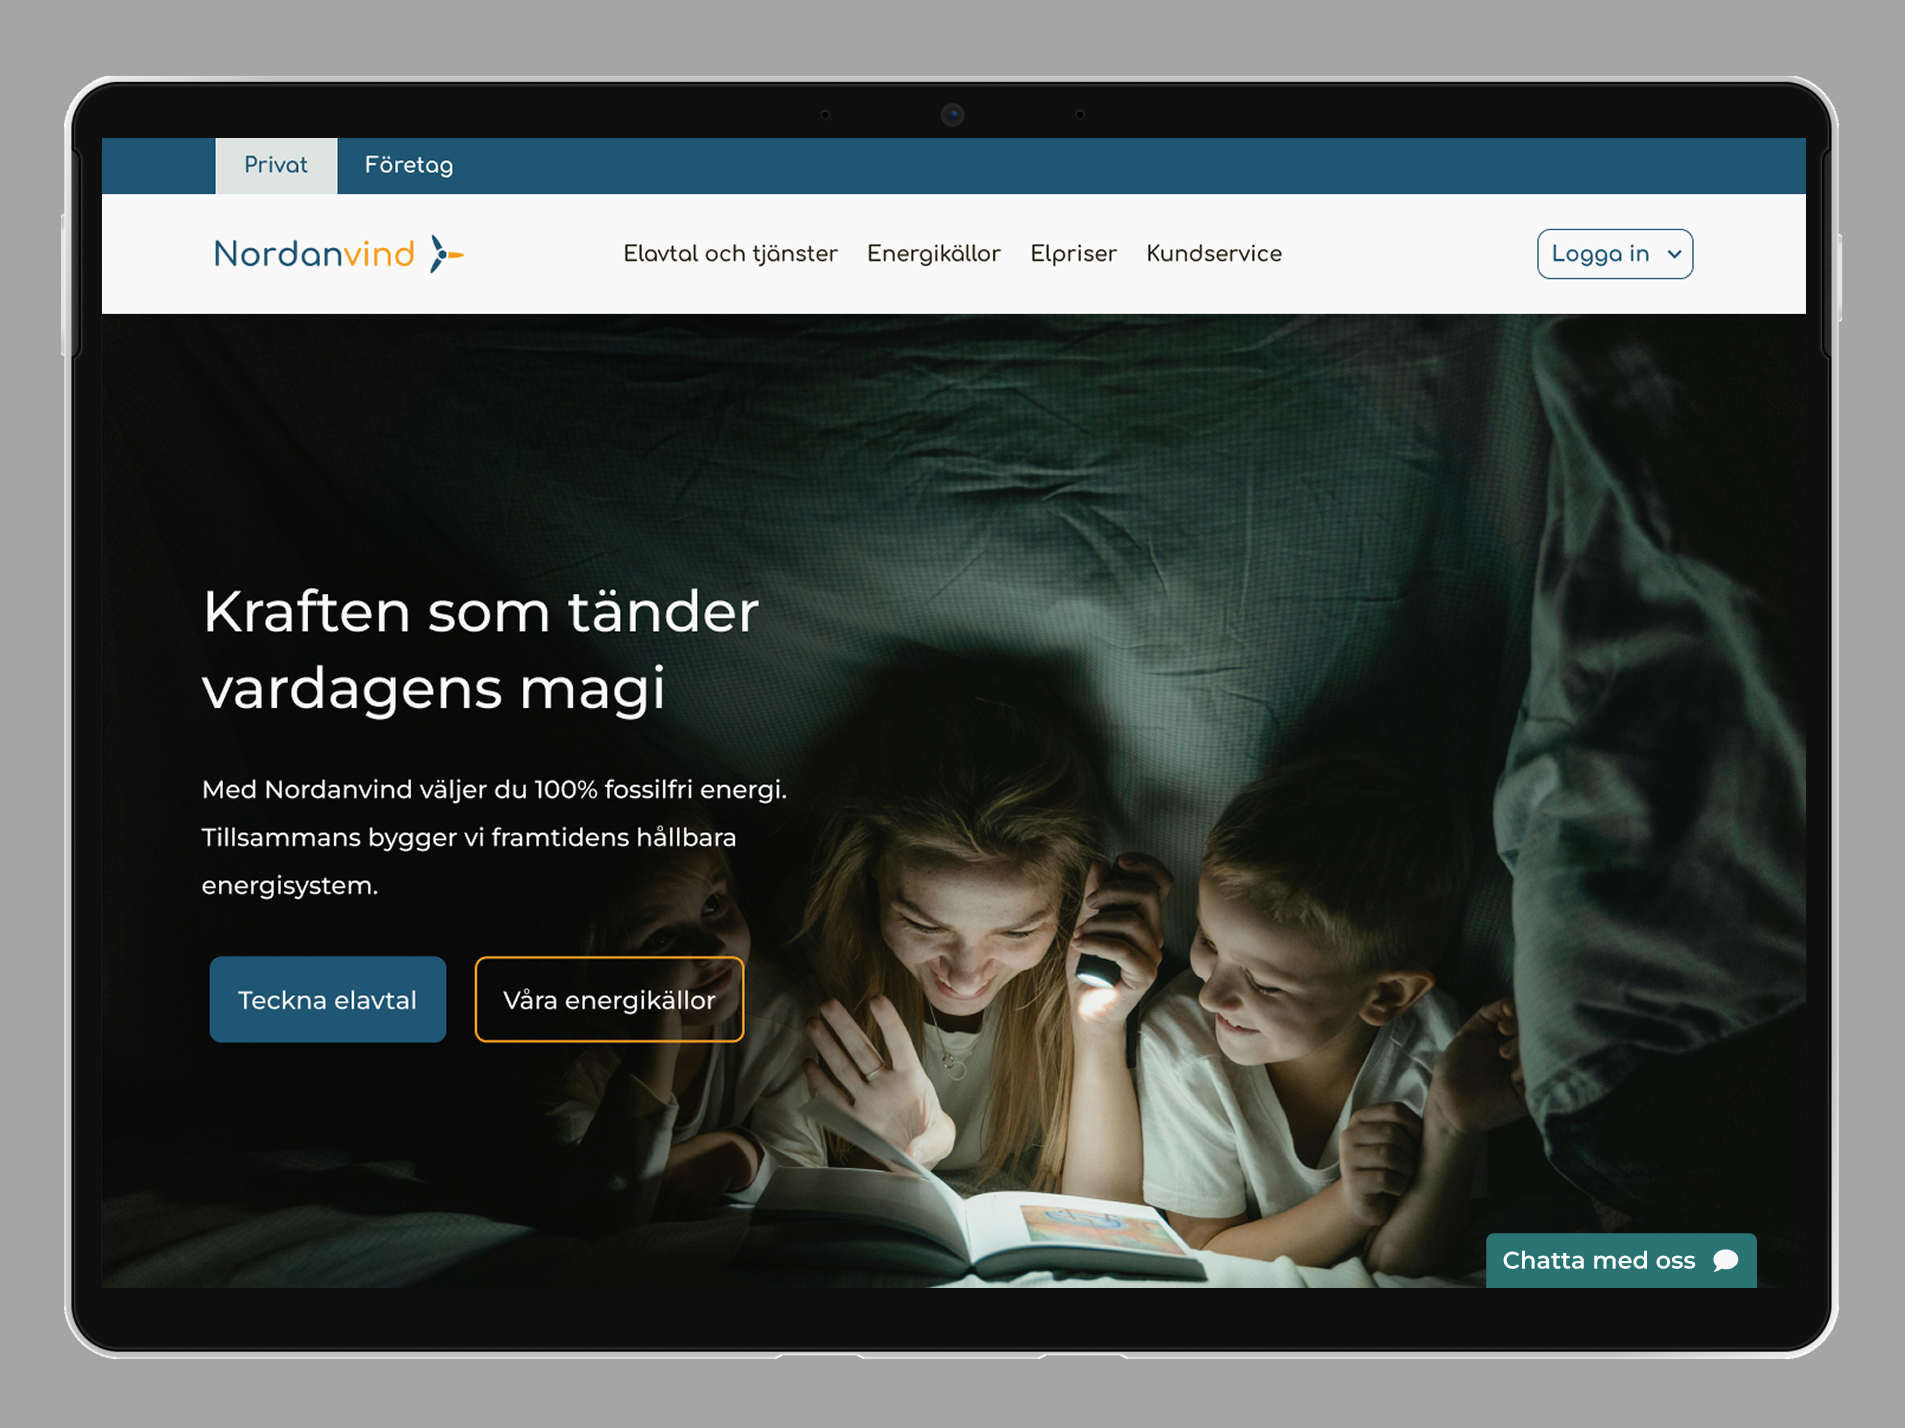 Privat Företag
Nordanvind Elavtal och tjänster Energikällor Elpriser Kundservice Logga in
Kraften som tänder
vardagens magi
Med Nordanvind väljer du 100% fossilfri energi.
Tillsammans bygger vi framtidens hållbara
energisystem.
Teckna elavtal Våra energikällor
Chatta med oss